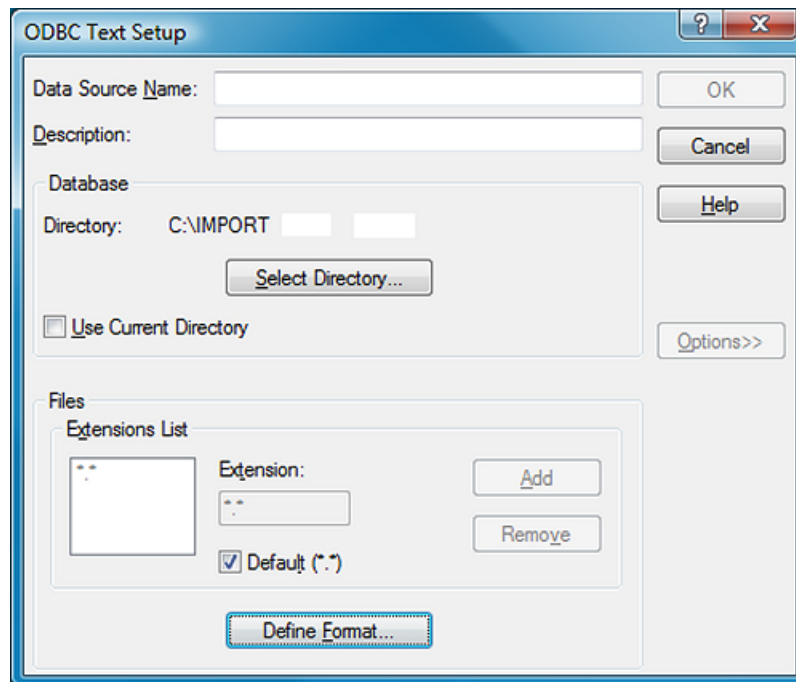 ODBC Text Setup
?
X
Data Source Name:
OK
Description:
Cancel
Database
Help
Directory: C:\IMPORT
Select Directory...
Use Current Directory
Options>>
Files
Extensions List
*.*
Extension:
*.*
Add
Remove
Default (*.*)
Define Format...